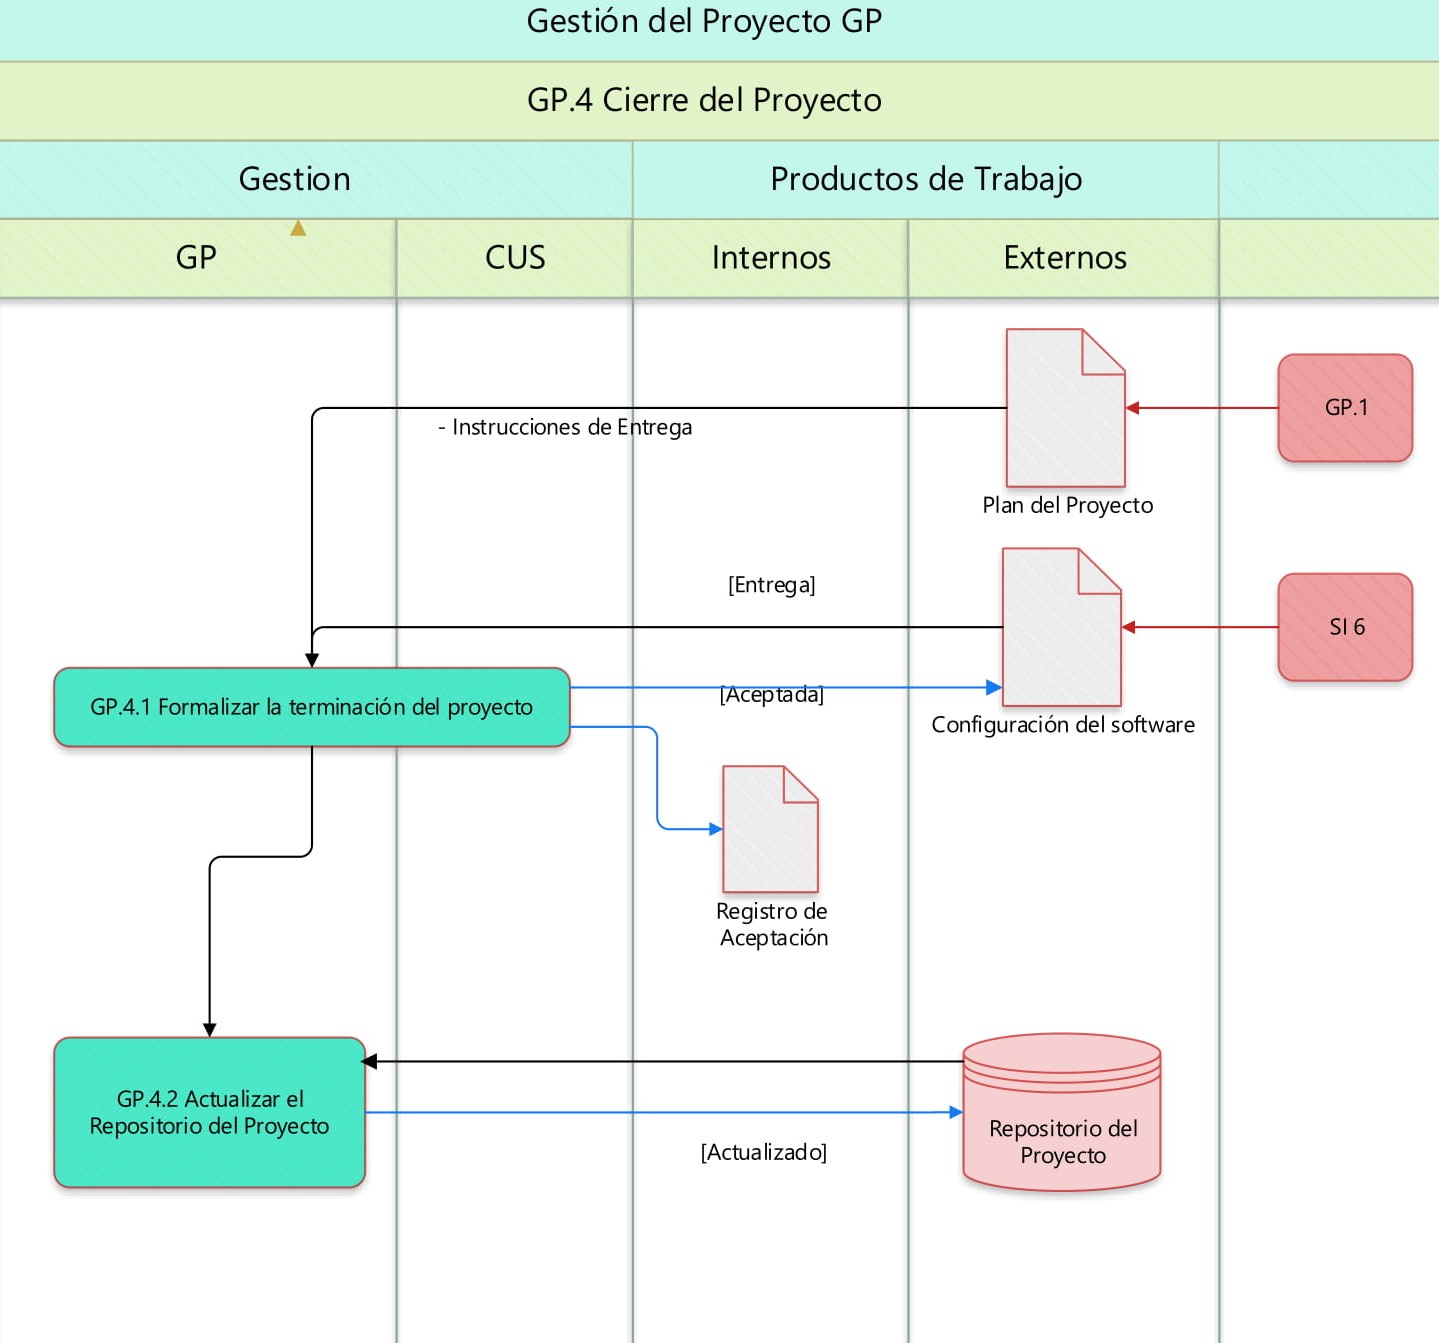 Gestión del Proyecto GP
GP.4 Cierre del Proyecto
Gestion
Productos de Trabajo
GP
CUS
Internos
Externos
GP.1
- Instrucciones de Entrega
Plan del Proyecto
[Entrega]
SI 6
GP.4.1 Formalizar la terminación del proyecto
[Aceptada]
Configuración del software
Registro de
Aceptación
GP.4.2 Actualizar el
Repositorio del Proyecto
Repositorio del
Proyecto
[Actualizado]